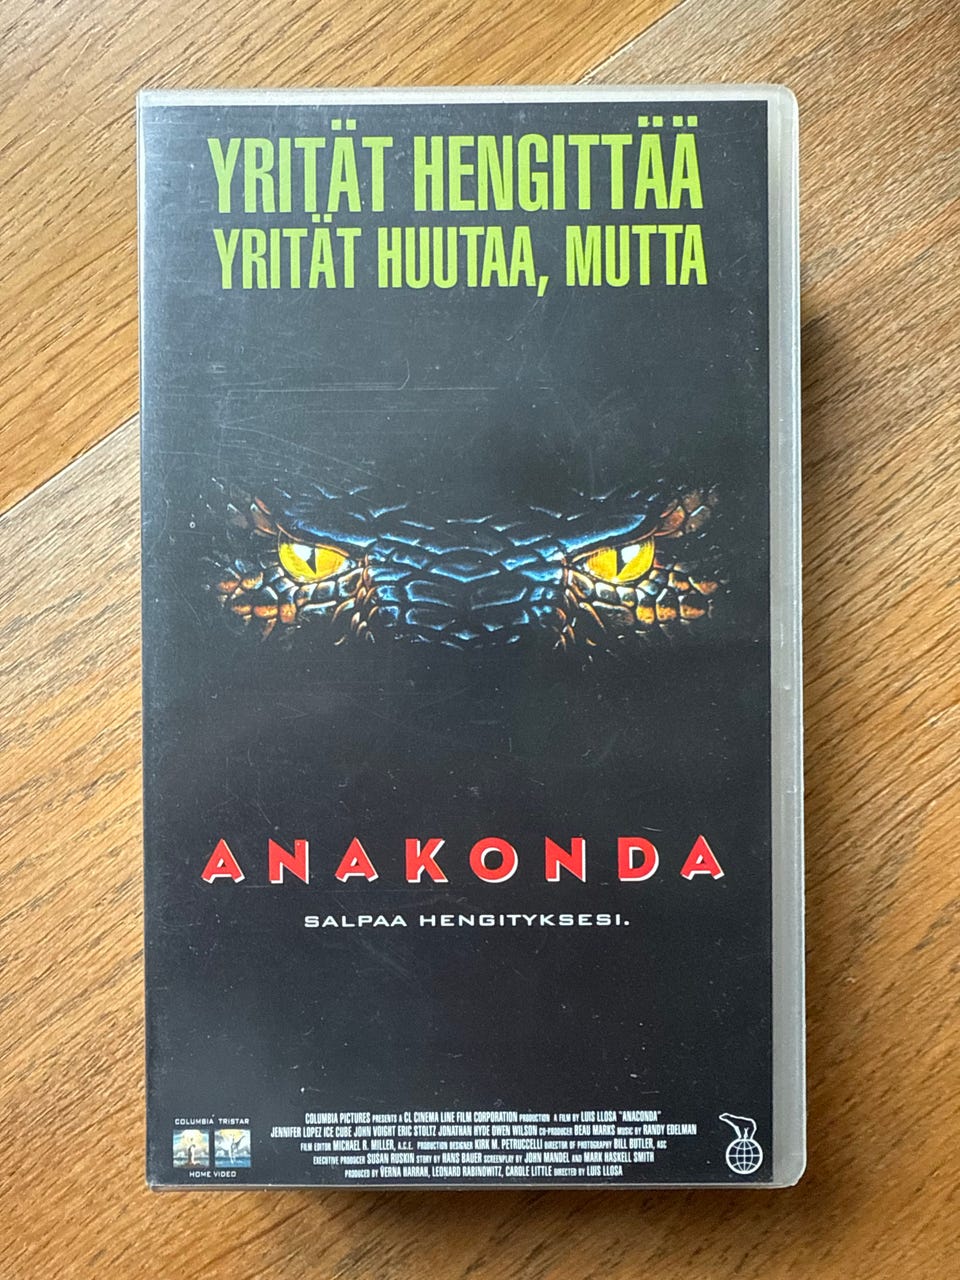 YRITÄT HENGITTÄÄ
YRITÄT HUUTAA, MUTTA
ANAKONDA
SALPAA HENGITYKSESI.
COLUMBIA TRISTAR
HOME VIDEO
COLUMBIA PICTURES PRESENTS A CL CINEMA LINE FILM CORPORATION PRODUCTION A FILM BY LUIS LLOSA "ANACONDA"
JENNIFER LOPEZ ICE CUBE JOHN VOIGHT ERIC STOLTZ JONATHAN HYDE OWEN WILSON CO-PRODUCER BEAU MARKS MUSIC BY RANDY EDELMAN
FILM EDITOR MICHAEL R. MILLER, A.C.E. PRODUCTION DESIGNER KIRK M. PETRUCCELLI DIRECTOR OF PHOTOGRAPHY BILL BUTLER, ASC
EXECUTIVE PRODUCER SUSAN RUSKIN STORY BY HANS BAUER SCREENPLAY BY JOHN MANDEL AND MARK HASKELL SMITH
PRODUCED BY VERNA HARRAH, LEONARD RABINOWITZ, CAROLE LITTLE DIRECTED BY LUIS LLOSA